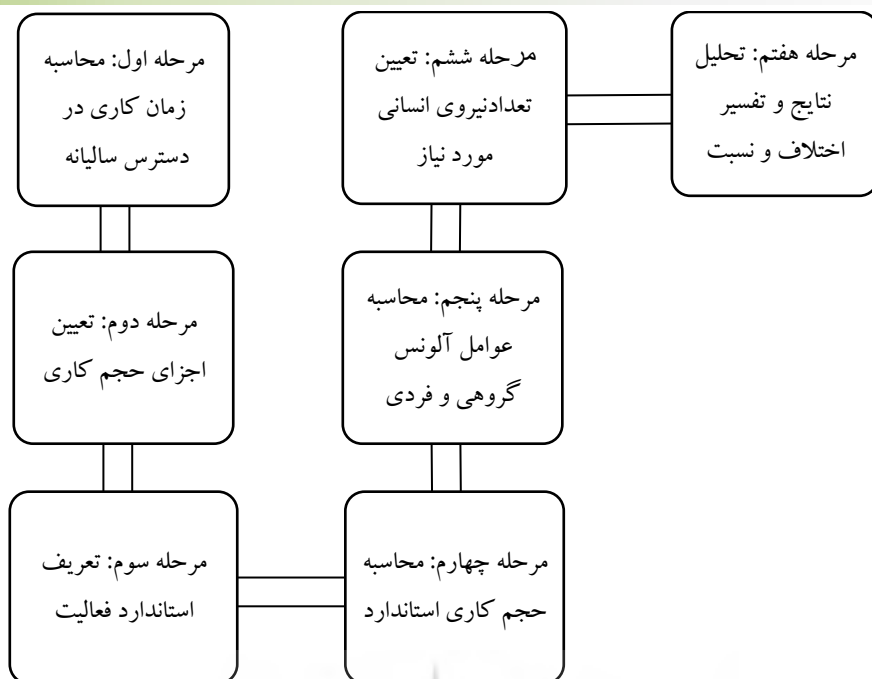 مرحله اول: محاسبه
زمان کاری در
دسترس سالیانه
مرحله دوم: تعیین
اجزای حجم کاری
مرحله سوم: تعریف
استاندارد فعالیت
مرحله چهارم: محاسبه
حجم کاری استاندارد
مرحله پنجم: محاسبه
عوامل آلونس
گروهی و فردی
مرحله ششم: تعیین
تعدادنیروی انسانی
مورد نیاز
مرحله هفتم: تحلیل
نتایج و تفسیر
اختلاف و نسبت